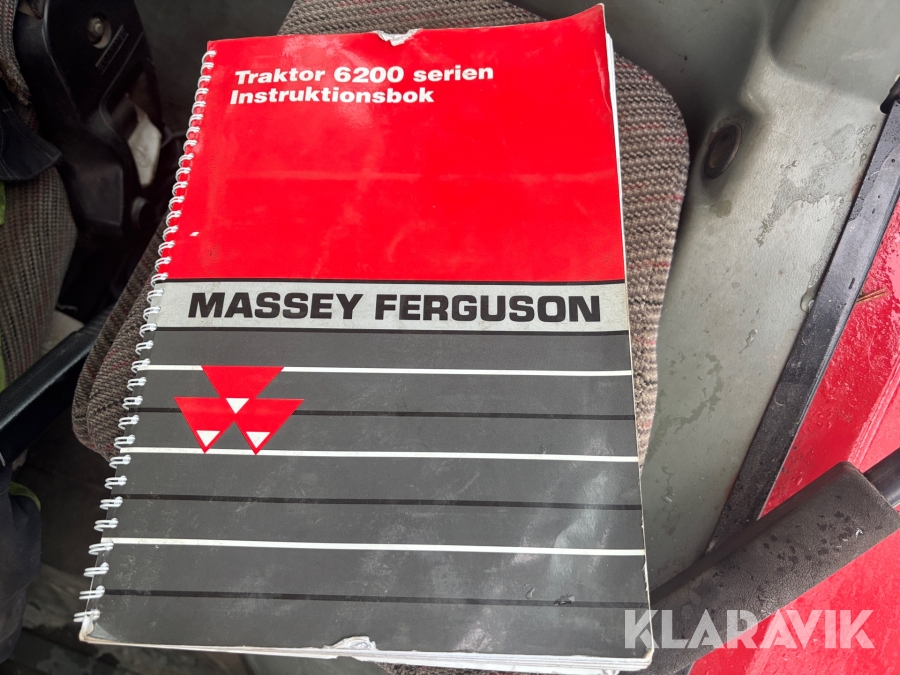 Traktor 6200 serien
Instruktionsbok
MASSEY FERGUSON
KLARAVIK